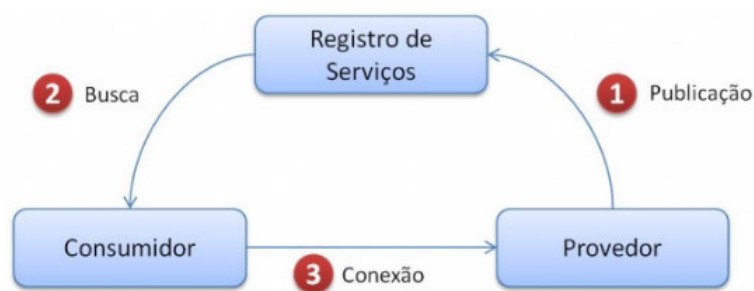 Registro de
Serviços
2 Busca
1 Publicação
Consumidor
Provedor
3 Conexão